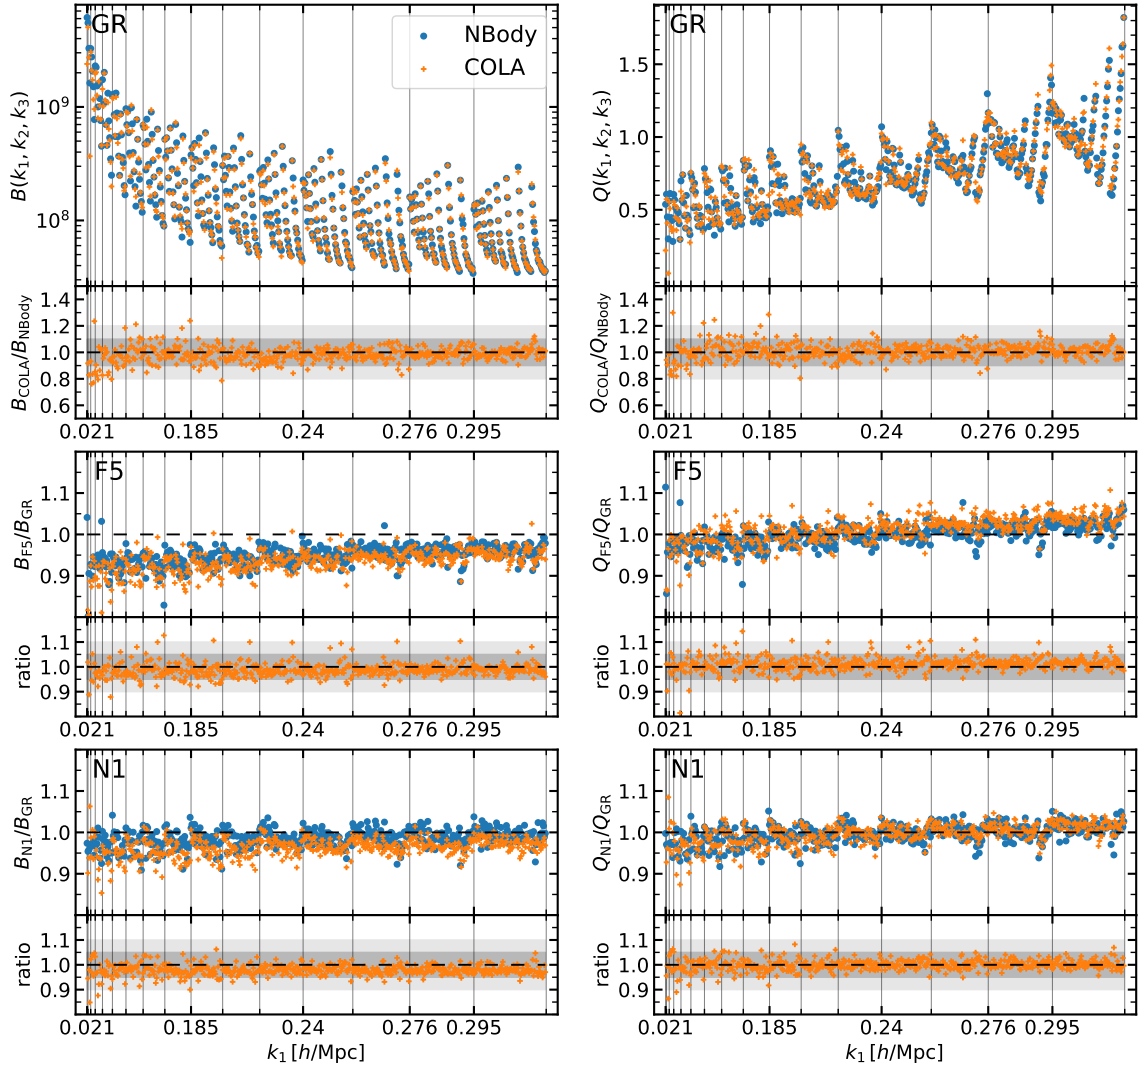 GR
NBody
COLA
10⁹
10⁸
B(k₁, k₂, k₃)
1.4
1.2
1.0
0.8
0.6
B_COLA/B_NBody
0.021 0.185 0.24 0.276 0.295
GR
1.5
1.0
0.5
Q(k₁, k₂, k₃)
1.4
1.2
1.0
0.8
0.6
Q_COLA/Q_NBody
0.021 0.185 0.24 0.276 0.295
F5
1.1
1.0
0.9
B_F5/B_GR
1.1
1.0
0.9
ratio
0.021 0.185 0.24 0.276 0.295
F5
1.1
1.0
0.9
Q_F5/Q_GR
1.1
1.0
0.9
ratio
0.021 0.185 0.24 0.276 0.295
N1
1.1
1.0
0.9
B_N1/B_GR
1.1
1.0
0.9
ratio
0.021 0.185 0.24 0.276 0.295
k₁ [h/Mpc]
N1
1.1
1.0
0.9
Q_N1/Q_GR
1.1
1.0
0.9
ratio
0.021 0.185 0.24 0.276 0.295
k₁ [h/Mpc]